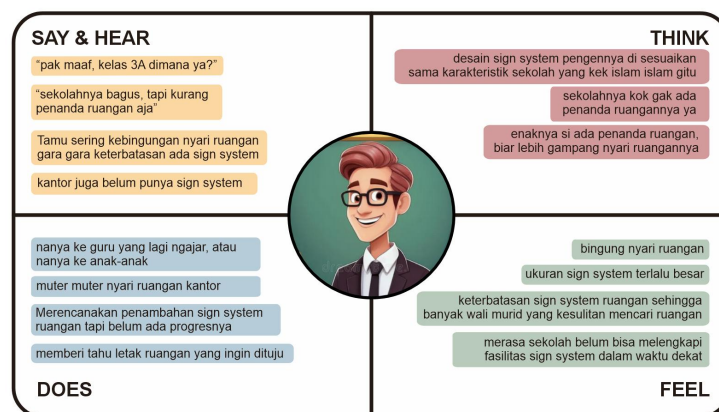 SAY & HEAR
“pak maaf, kelas 3A dimana ya?”
“sekolahnya bagus, tapi kurang
penanda ruangan aja”
Tamu sering kebingungan nyari ruangan
gara gara keterbatasan ada sign system
kantor juga belum punya sign system
THINK
desain sign system pengennya di sesuaikan
sama karakteristik sekolah yang kek islam islam gitu
sekolahnya kok gak ada
penanda ruangannya ya
enaknya si ada penanda ruangan,
biar lebih gampang nyari ruangannya
nanya ke guru yang lagi ngajar, atau
nanya ke anak-anak
muter muter nyari ruangan kantor
Merencanakan penambahan sign system
ruangan tapi belum ada progresnya
memberi tahu letak ruangan yang ingin dituju
DOES
bingung nyari ruangan
ukuran sign system terlalu besar
keterbatasan sign system ruangan sehingga
banyak wali murid yang kesulitan mencari ruangan
merasa sekolah belum bisa melengkapi
fasilitas sign system dalam waktu dekat
FEEL